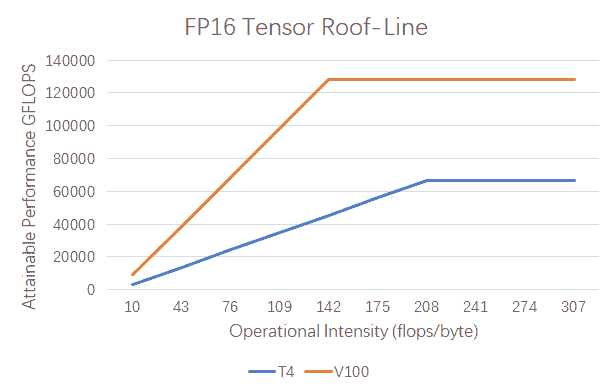 FP16 Tensor Roof-Line
Attainable Performance GFLOPS
140000
120000
100000
80000
60000
40000
20000
0
10 43 76 109 142 175 208 241 274 307
Operational Intensity (flops/byte)
T4 V100